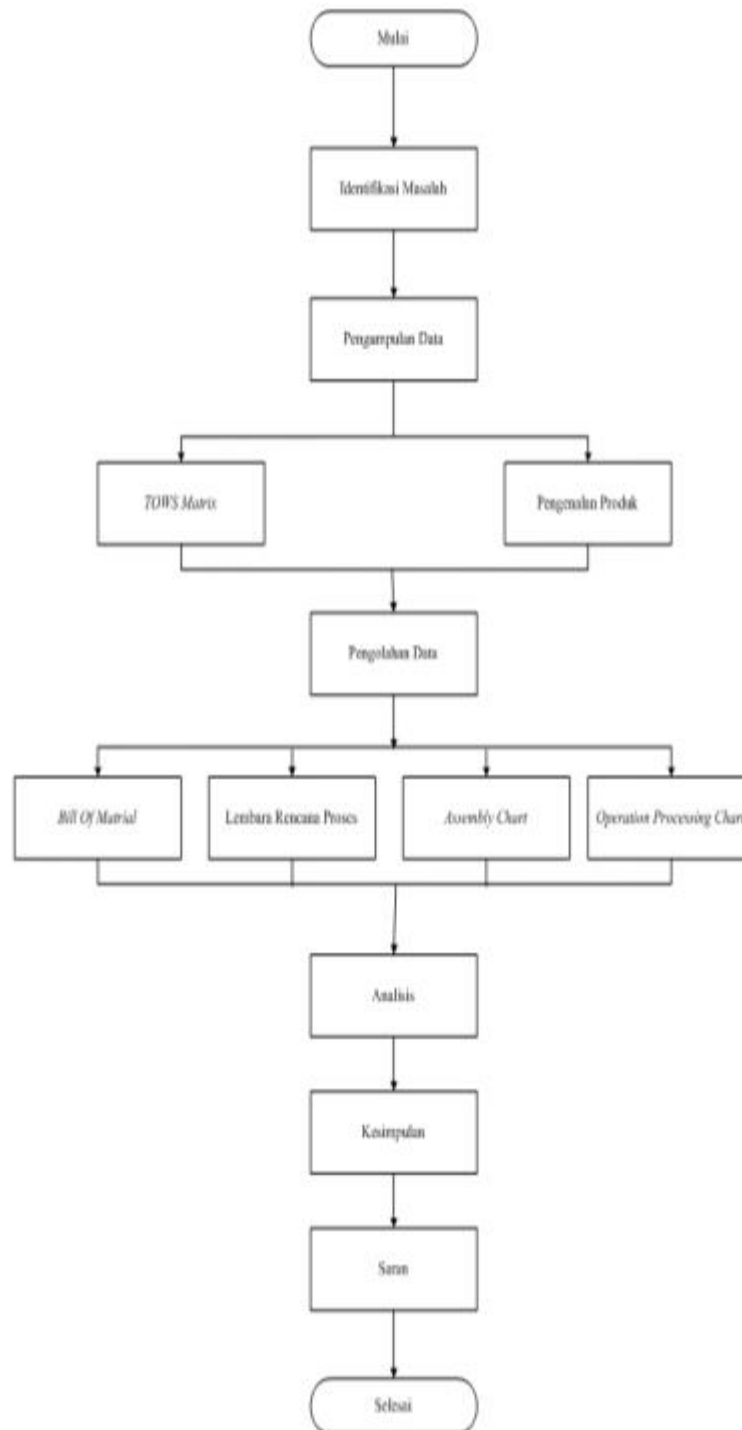 Mulai
Identifikasi Masalah
Pengumpulan Data
TOWS Matrix
Pengenalan Produk
Pengolahan Data
Bill Of Matrial
Lembara Rencana Proses
Assembly Chart
Operation Processing Chart
Analisis
Kesimpulan
Saran
Selesai